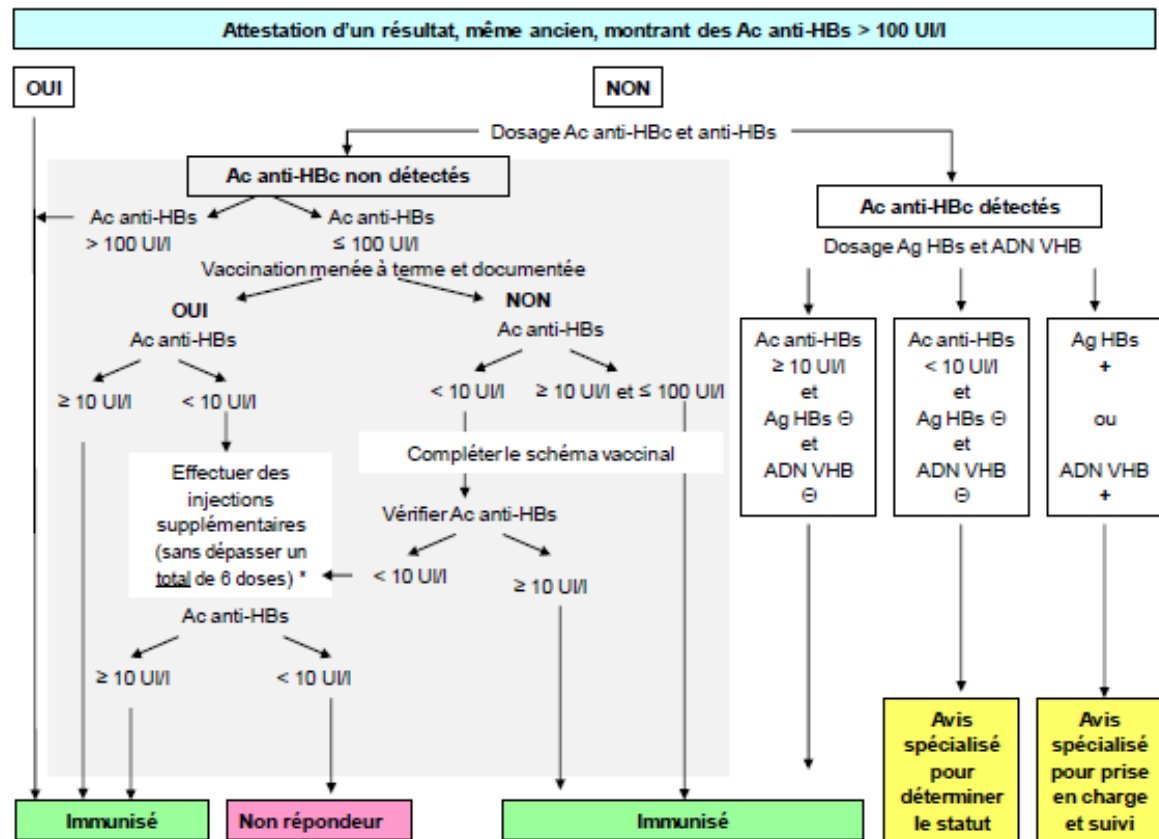 Attestation d'un résultat, même ancien, montrant des Ac anti-HBs > 100 UI/l
OUI
NON
Dosage Ac anti-HBc et anti-HBs
Ac anti-HBc non détectés
Ac anti-HBs
> 100 UI/l
Ac anti-HBs
≤ 100 UI/l
Vaccination menée à terme et documentée
OUI
Ac anti-HBs
≥ 10 UI/l
< 10 UI/l
NON
Ac anti-HBs
< 10 UI/l
≥ 10 UI/l et ≤ 100 UI/l
Effectuer des
injections
supplémentaires
(sans dépasser un
total de 6 doses) *
Compléter le schéma vaccinal
Vérifier Ac anti-HBs
< 10 UI/l
≥ 10 UI/l
Ac anti-HBs
≥ 10 UI/l
< 10 UI/l
Ac anti-HBc détectés
Dosage Ag HBs et ADN VHB
Ac anti-HBs
≥ 10 UI/l
et
Ag HBs ⊖
et
ADN VHB
⊖
Ac anti-HBs
< 10 UI/l
et
Ag HBs ⊖
et
ADN VHB
⊖
Ag HBs
+
ou
ADN VHB
+
Immunisé
Non répondeur
Immunisé
Avis
spécialisé
pour
déterminer
le statut
Avis
spécialisé
pour prise
en charge
et suivi